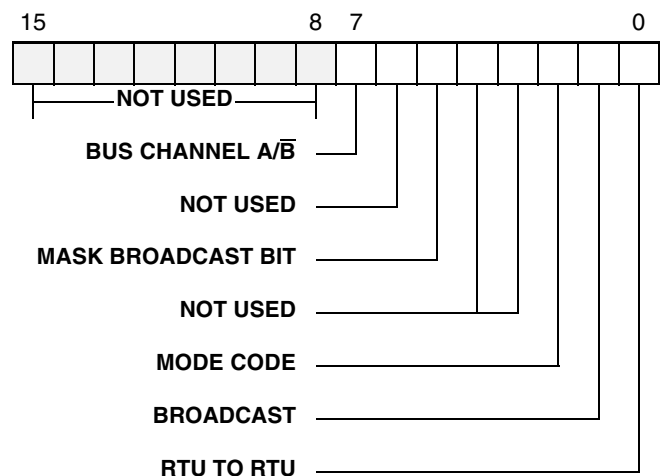 15 8 7 0
NOT USED
BUS CHANNEL A/B̅
NOT USED
MASK BROADCAST BIT
NOT USED
MODE CODE
BROADCAST
RTU TO RTU